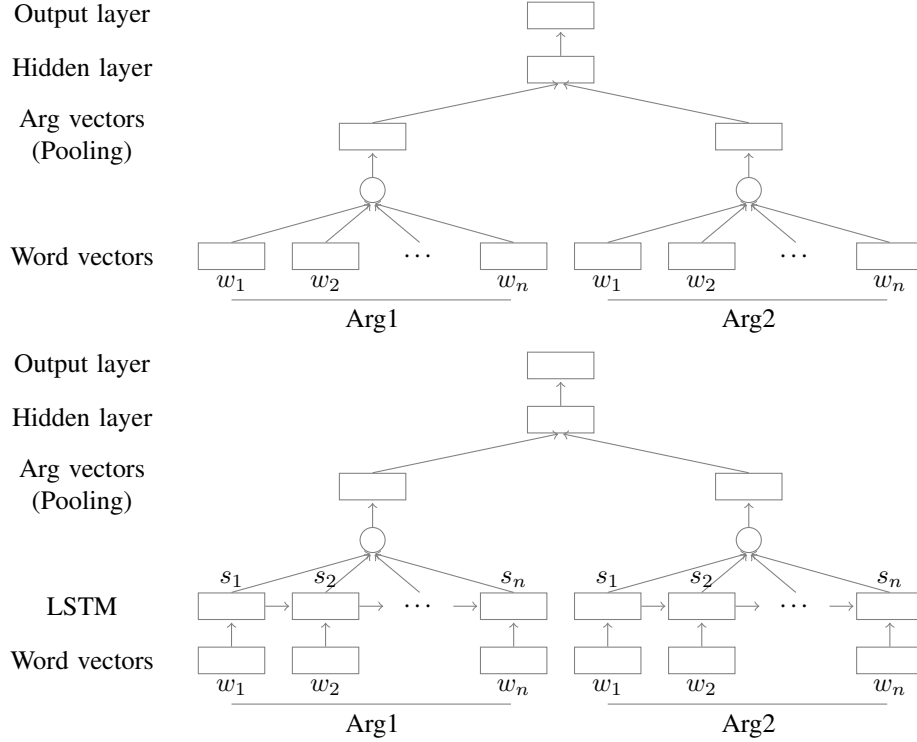 Output layer
Hidden layer
Arg vectors
(Pooling)
Word vectors ...  ...
w₁ w₂ wₙ w₁ w₂ wₙ
Arg1 Arg2
Output layer
Hidden layer
Arg vectors
(Pooling)
s₁ s₂ sₙ s₁ s₂ sₙ
LSTM ... ...
Word vectors
w₁ w₂ wₙ w₁ w₂ wₙ
Arg1 Arg2